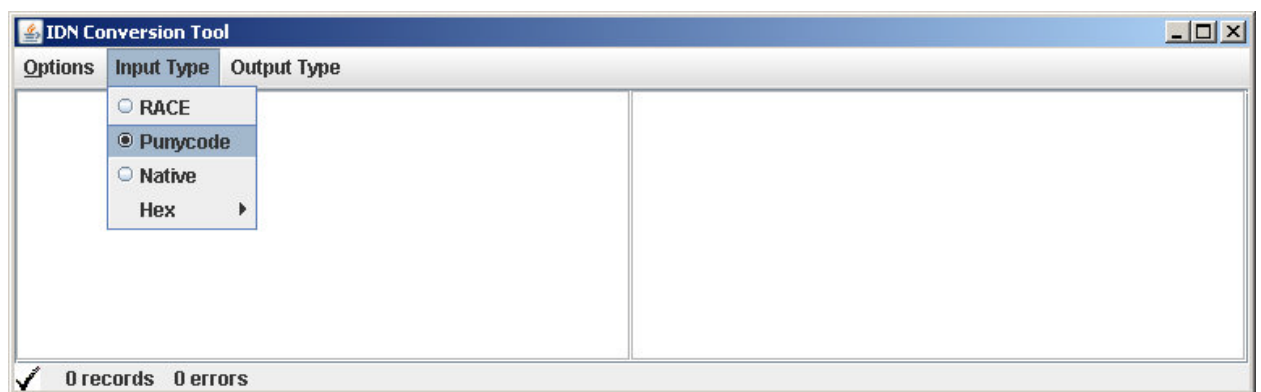 IDN Conversion Tool
Options Input Type Output Type
RACE
Punycode
Native
Hex
0 records 0 errors